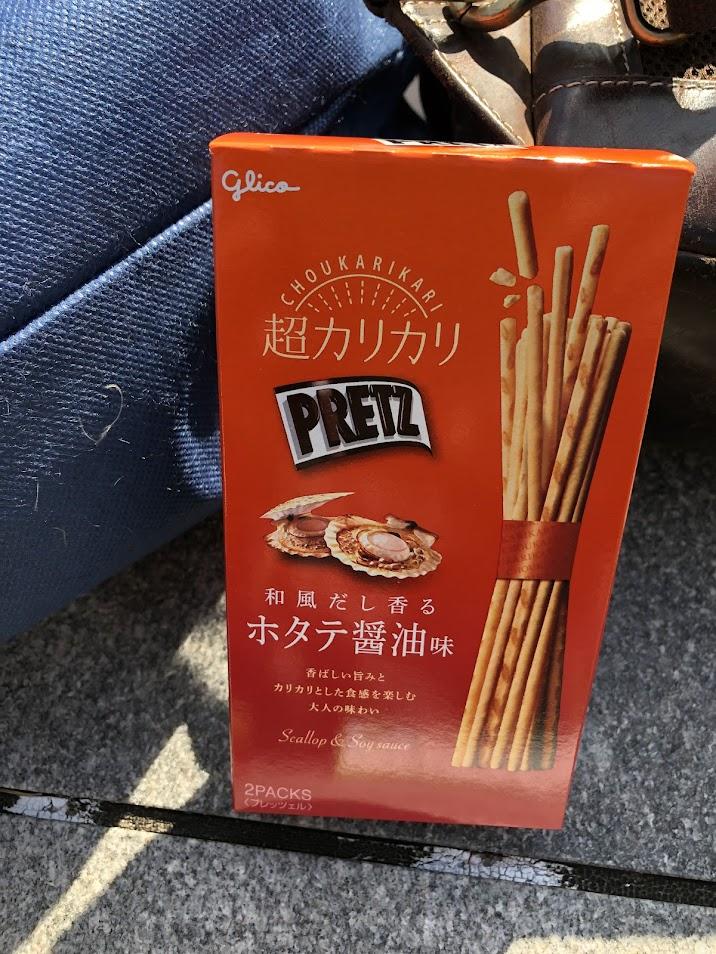 Glico
CHOUKARIKARI
超カリカリ
PRETZ
和風だし香る
ホタテ醤油味
香ばしい旨みと
カリカリとした食感を楽しむ
大人の味わい
Scallop & Soy sauce
2PACKS
〈プレッツェル〉